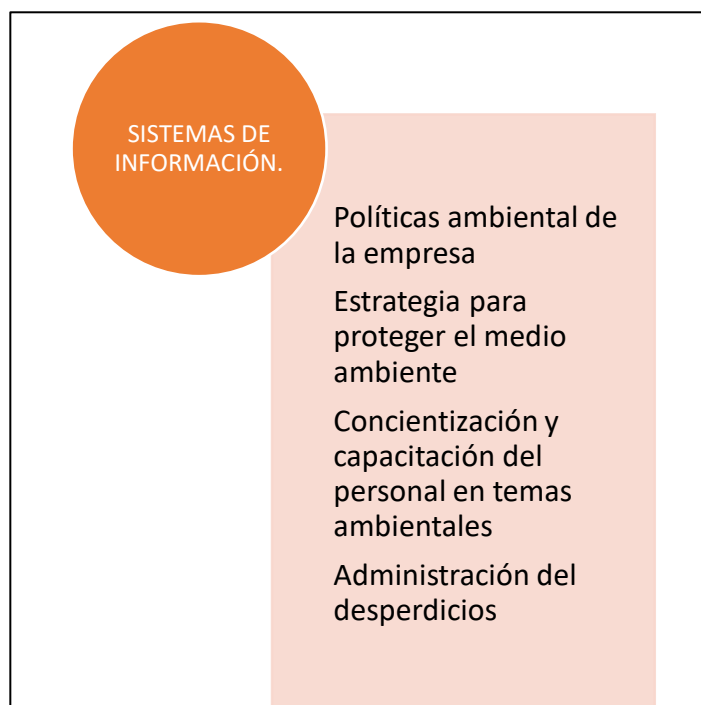 SISTEMAS DE
INFORMACIÓN.
Políticas ambiental de
la empresa
Estrategia para
proteger el medio
ambiente
Concientización y
capacitación del
personal en temas
ambientales
Administración del
desperdicios